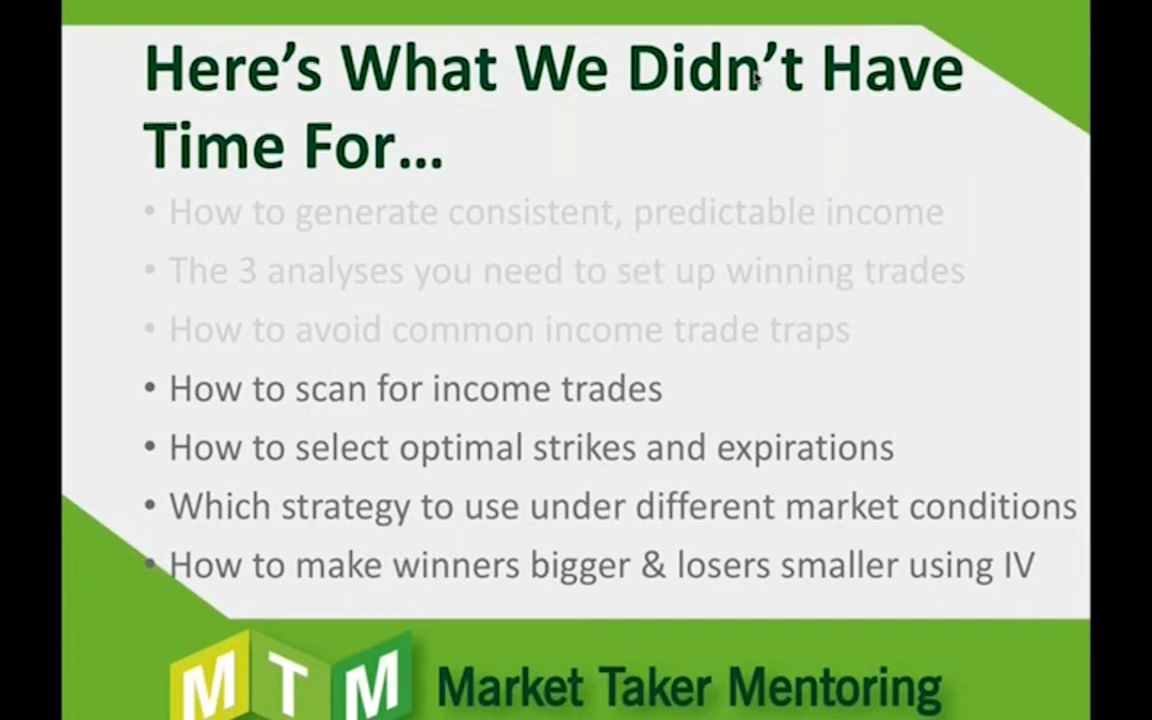 Here’s What We Didn’t Have
Time For…
• How to generate consistent, predictable income
• The 3 analyses you need to set up winning trades
• How to avoid common income trade traps
• How to scan for income trades
• How to select optimal strikes and expirations
• Which strategy to use under different market conditions
• How to make winners bigger & losers smaller using IV
MTM Market Taker Mentoring